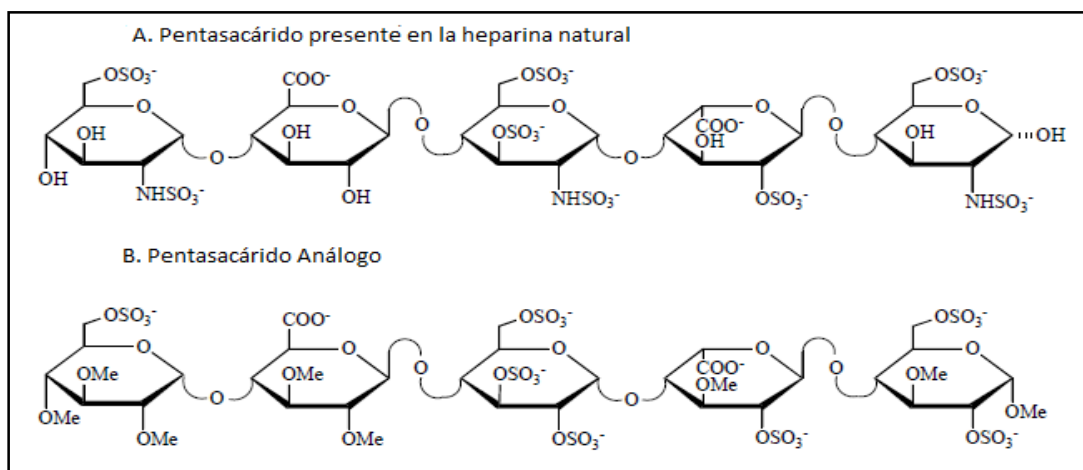 A. Pentasacárido presente en la heparina natural
OSO₃⁻ COO⁻ OSO₃⁻ OSO₃⁻
O O O O O
OH OH O OSO₃⁻ COO⁻ O OH OH
O OH O
OH NHSO₃⁻ OH NHSO₃⁻ OSO₃⁻ NHSO₃⁻
B. Pentasacárido Análogo
OSO₃⁻ COO⁻ OSO₃⁻ OSO₃⁻
O O O O O
OMe OMe O OSO₃⁻ COO⁻ O OMe
O OMe O OMe
OMe OMe OMe OSO₃⁻ OSO₃⁻ OSO₃⁻